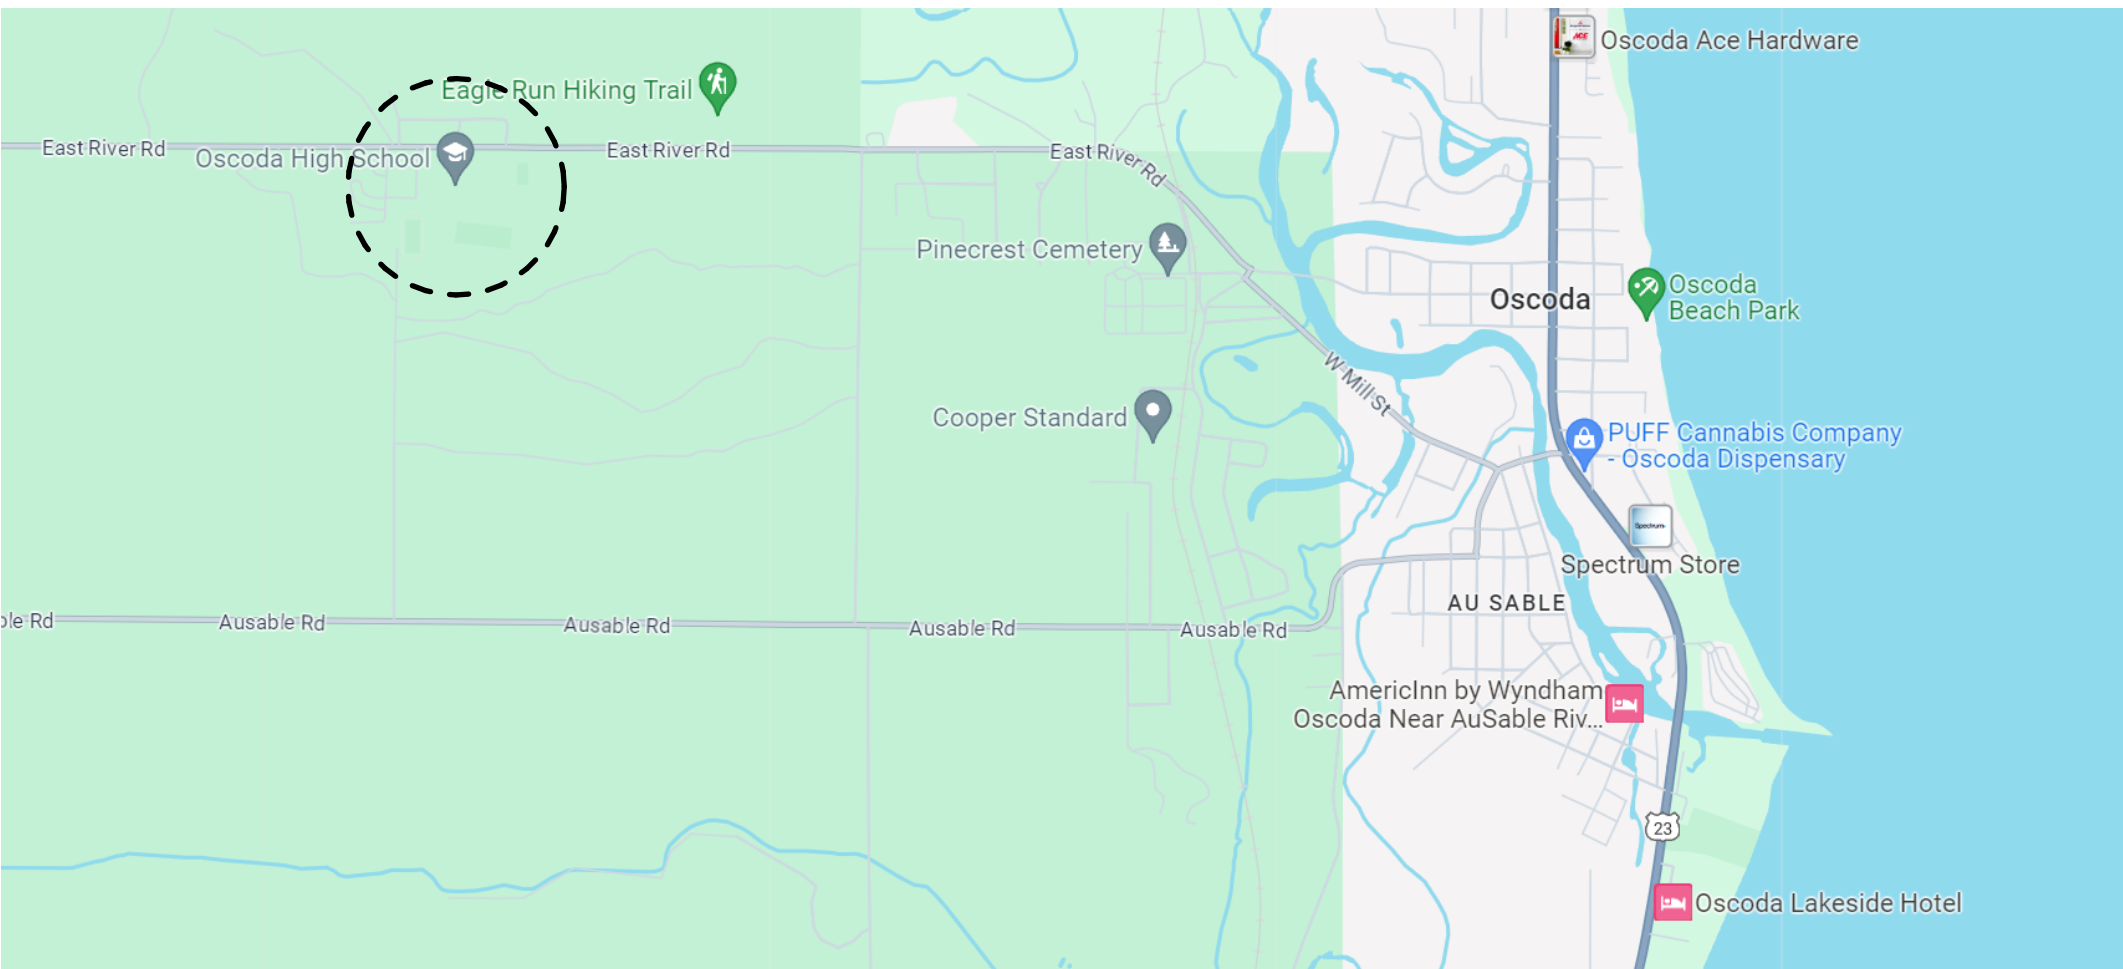 Oscoda Ace Hardware
ACE
Eagle Run Hiking Trail
East River Rd
Oscoda High School
East River Rd
East River Rd
Pinecrest Cemetery
Oscoda
Oscoda
Beach Park
W Mill St
Cooper Standard
PUFF Cannabis Company
- Oscoda Dispensary
Spectrum
Spectrum Store
AU SABLE
ble Rd
Ausable Rd
Ausable Rd
Ausable Rd
Ausable Rd
AmericInn by Wyndham
Oscoda Near AuSable Riv...
23
Oscoda Lakeside Hotel